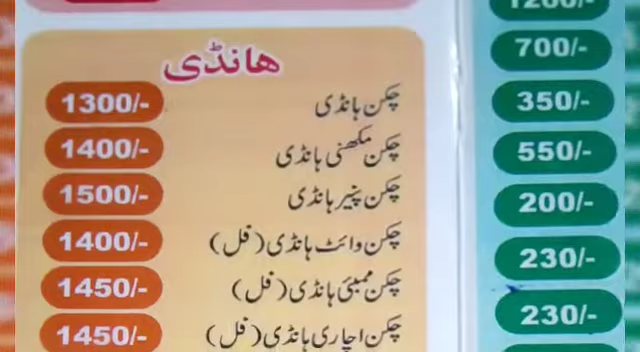 ھانڈی
چکن ہانڈی 1300/-
چکن مکھنی ہانڈی 1400/-
چکن پنیر ہانڈی 1500/-
چکن وائٹ ہانڈی (فل) 1400/-
چکن ممبئی ہانڈی (فل) 1450/-
چکن اچاری ہانڈی (فل) 1450/-
1200/-
700/-
350/-
550/-
200/-
230/-
230/-